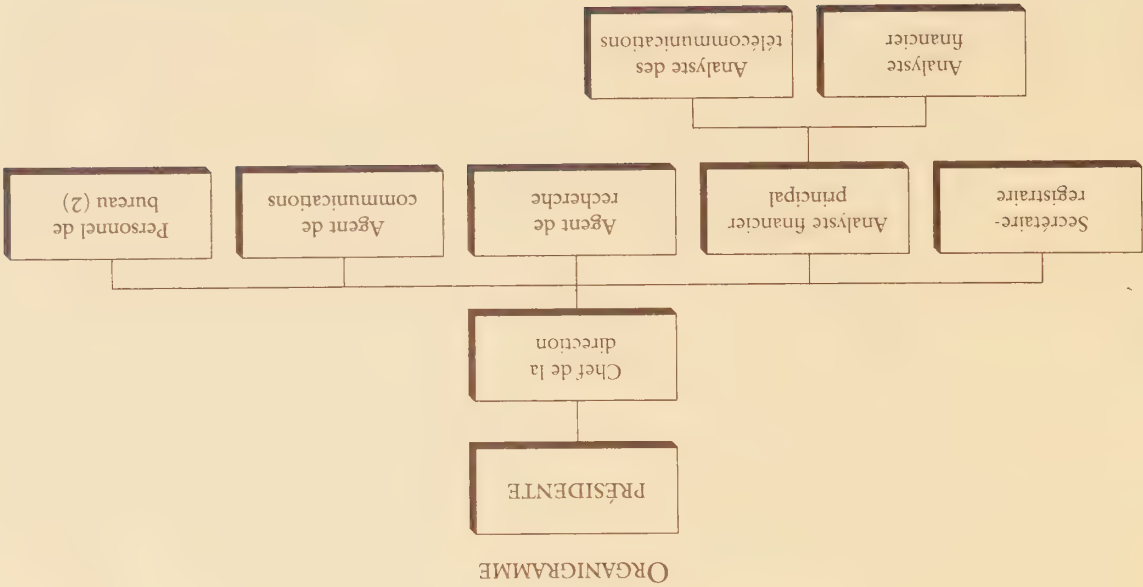 ORGANIGRAMME
PRÉSIDENTE
Chef de la
direction
Secrétaire-
registraire
Analyste financier
principal
Agent de
recherche
Agent de
communications
Personnel de
bureau (2)
Analyste
financier
Analyste des
télécommunications